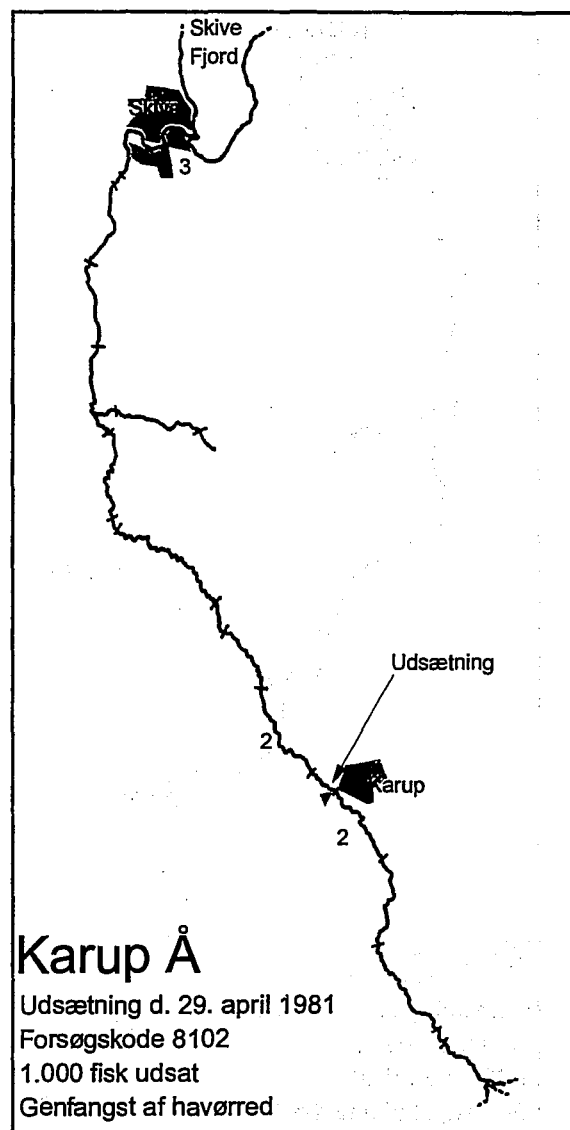 Skive
Fjord
Skive
3
Udsætning
2
Karup
2
Karup Å
Udsætning d. 29. april 1981
Forsøgskode 8102
1.000 fisk udsat
Genfangst af havørred